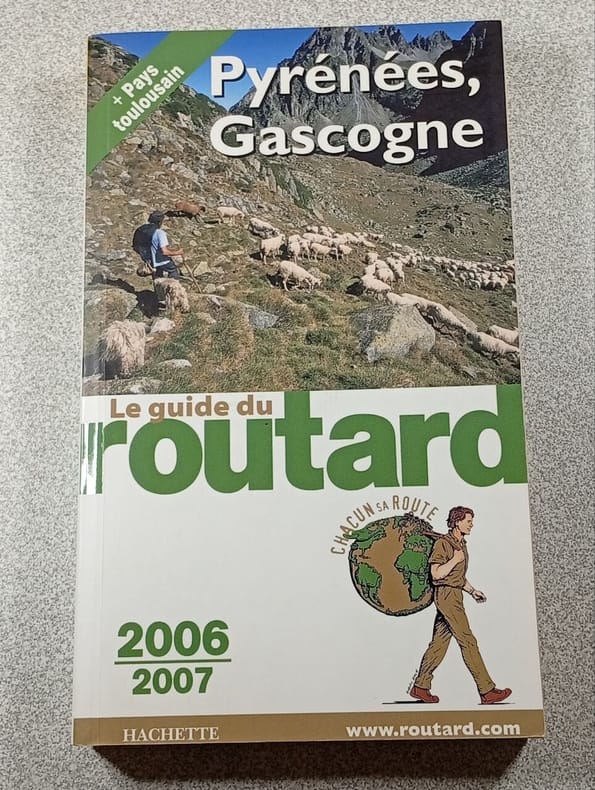 + Pays
toulousain
Pyrénées,
Gascogne
Le guide du
routard
CHACUN SA ROUTE
2006
2007
HACHETTE
www.routard.com